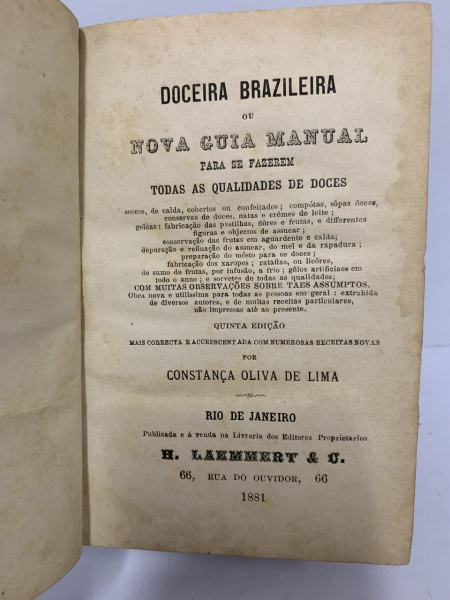 DOCEIRA BRAZILEIRA
OU
NOVA GUIA MANUAL
PARA SE FAZEREM
TODAS AS QUALIDADES DE DOCES
seccos, de calda, cobertos ou confeitados; compótas, sôpas doces,
conservas de doces, natas e crêmes de leite;
geléas: fabricação das pastilhas, flôres e frutas, e differentes
figuras e objectos de assucar;
conservação das frutas em aguardente e calda;
depuração e refinação do assucar, do mel e da rapadura;
preparação do mósto para os doces;
fabricação dos xaropes; ratafias, ou licôres,
de sumo de frutas, por infusão, a frio; gêlos artificiaes em
todo o anno; e sorvetes de todas as qualidades;
COM MUITAS OBSERVAÇÕES SOBRE TAES ASSUMPTOS.
Obra nova e utilissima para todas as pessoas em geral: extrahida
de diversos autores, e de muitas receitas particulares,
não impressas até ao presente.
QUINTA EDIÇÃO
MAIS CORRECTA E ACCRESCENTADA COM NUMEROSAS RECEITAS NOVAS
POR
CONSTANÇA OLIVA DE LIMA
RIO DE JANEIRO
Publicada e á venda na Livraria dos Editores Proprietarios
H. LAEMMERT & C.
66, RUA DO OUVIDOR, 66
1881